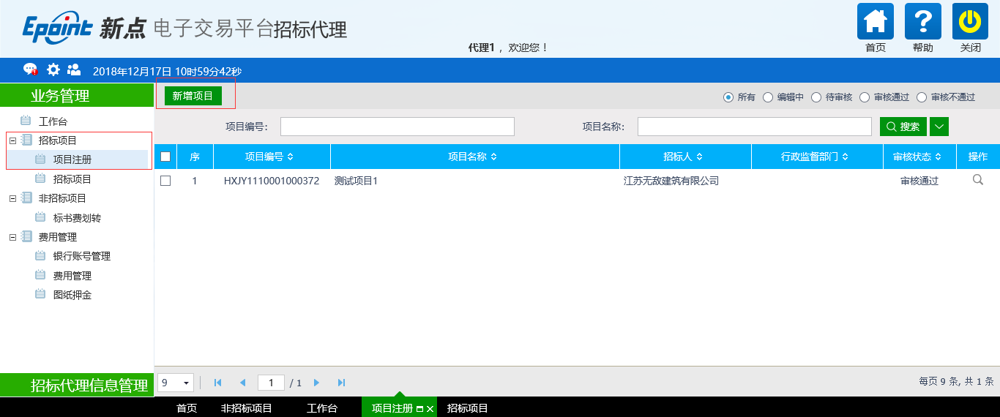 Epoint 新点 电子交易平台招标代理
代理1 ，欢迎您！
首页 帮助 关闭
2018年12月17日 10时59分42秒
业务管理
工作台
招标项目
项目注册
招标项目
非招标项目
标书费划转
费用管理
银行账号管理
费用管理
图纸押金
招标代理信息管理
新增项目
所有 编辑中 待审核 审核通过 审核不通过
项目编号： 项目名称： 搜索
序 项目编号 项目名称 招标人 行政监督部门 审核状态 操作
1 HXJY1110001000372 测试项目1 江苏无敌建筑有限公司 审核通过
9 1 / 1 每页 9 条, 共 1 条
首页 非招标项目 工作台 项目注册 招标项目